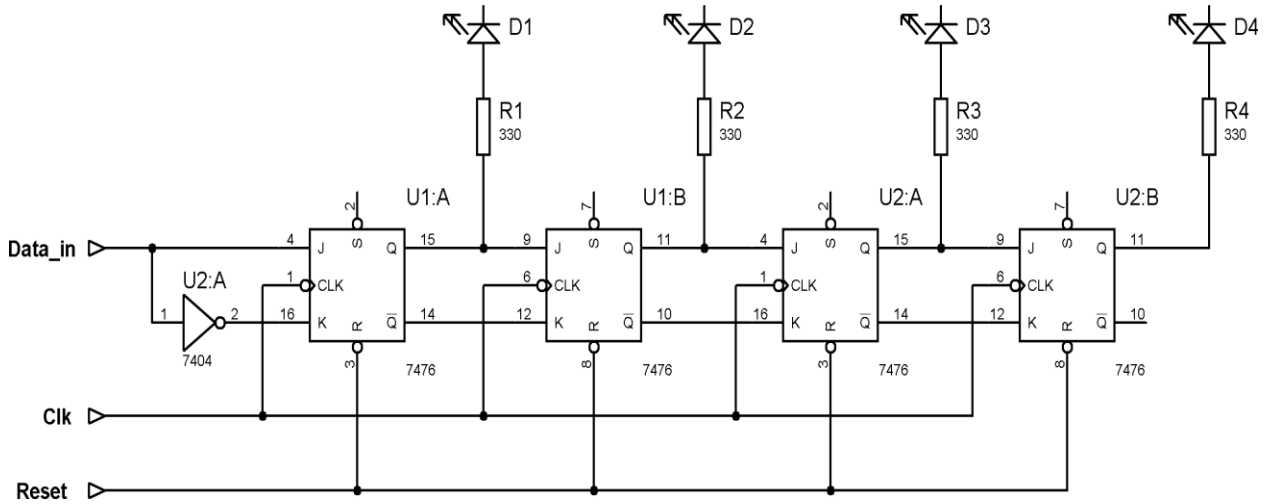 D1 D2 D3 D4
R1 R2 R3 R4
330 330 330 330
U1:A U1:B U2:A U2:B
2 7 2 7
S S S S
Data_in 4 J Q 15 9 J Q 11 4 J Q 15 9 J Q 11
U2:A 1 CLK 6 CLK 1 CLK 6 CLK
1 2 16 K Q̅ 14 12 K Q̅ 10 16 K Q̅ 14 12 K Q̅ 10
R R R R
7404 3 7476 8 7476 3 7476 8 7476
Clk
Reset